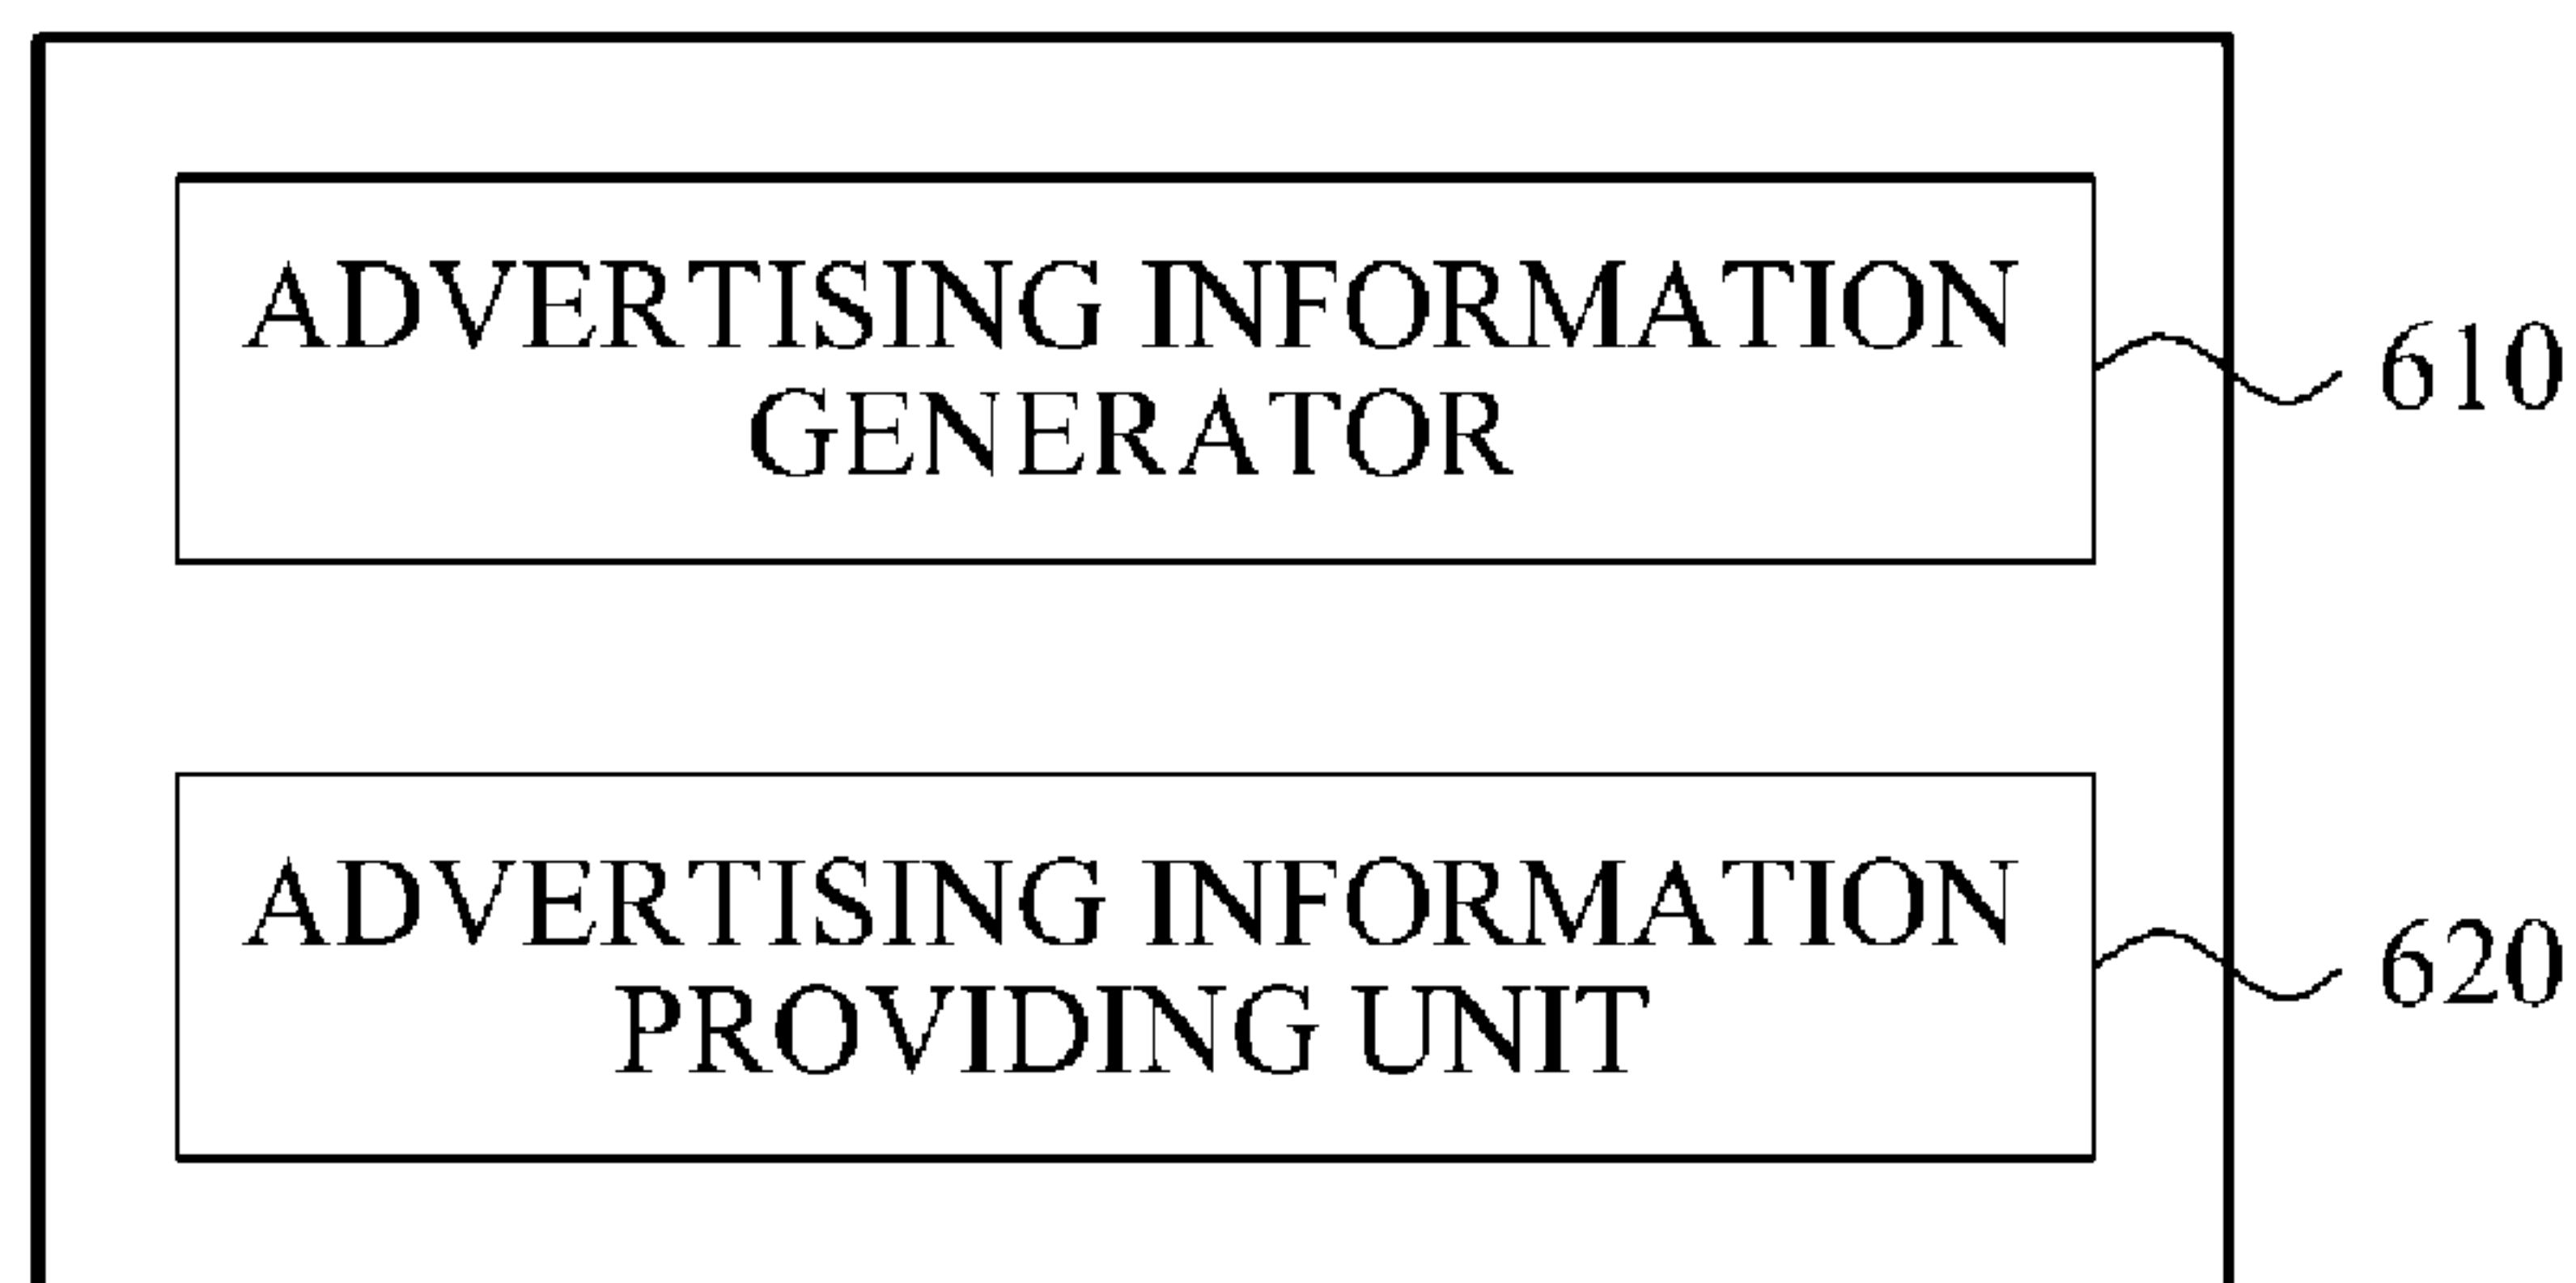 ADVERTISING INFORMATION
GENERATOR
610
ADVERTISING INFORMATION
PROVIDING UNIT
620